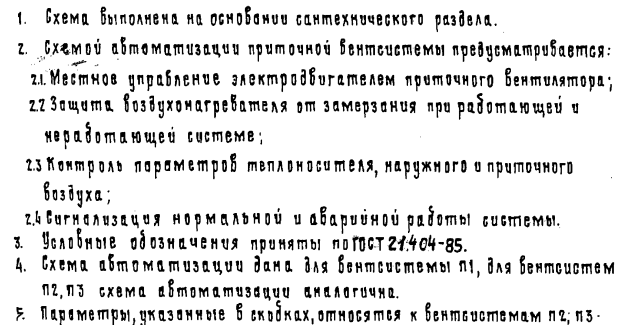 1. Схема выполнена на основании сантехнического раздела.
2. Схемой автоматизации приточной вентсистемы предусматривается:
2.1. Местное управление электродвигателем приточного вентилятора;
2.2 Защита воздухонагревателя от замерзания при работающей и
неработающей системе;
2.3 Контроль параметров теплоносителя, наружного и приточного
воздуха;
2.4 Сигнализация нормальной и аварийной работы системы.
3. Условные обозначения приняты по ГОСТ 21.404-85.
4. Схема автоматизации дана для вентсистемы П1, для вентсистем
П2, П3 схема автоматизации аналогична.
5. Параметры, указанные в скобках, относятся к вентсистемам П2; П3.